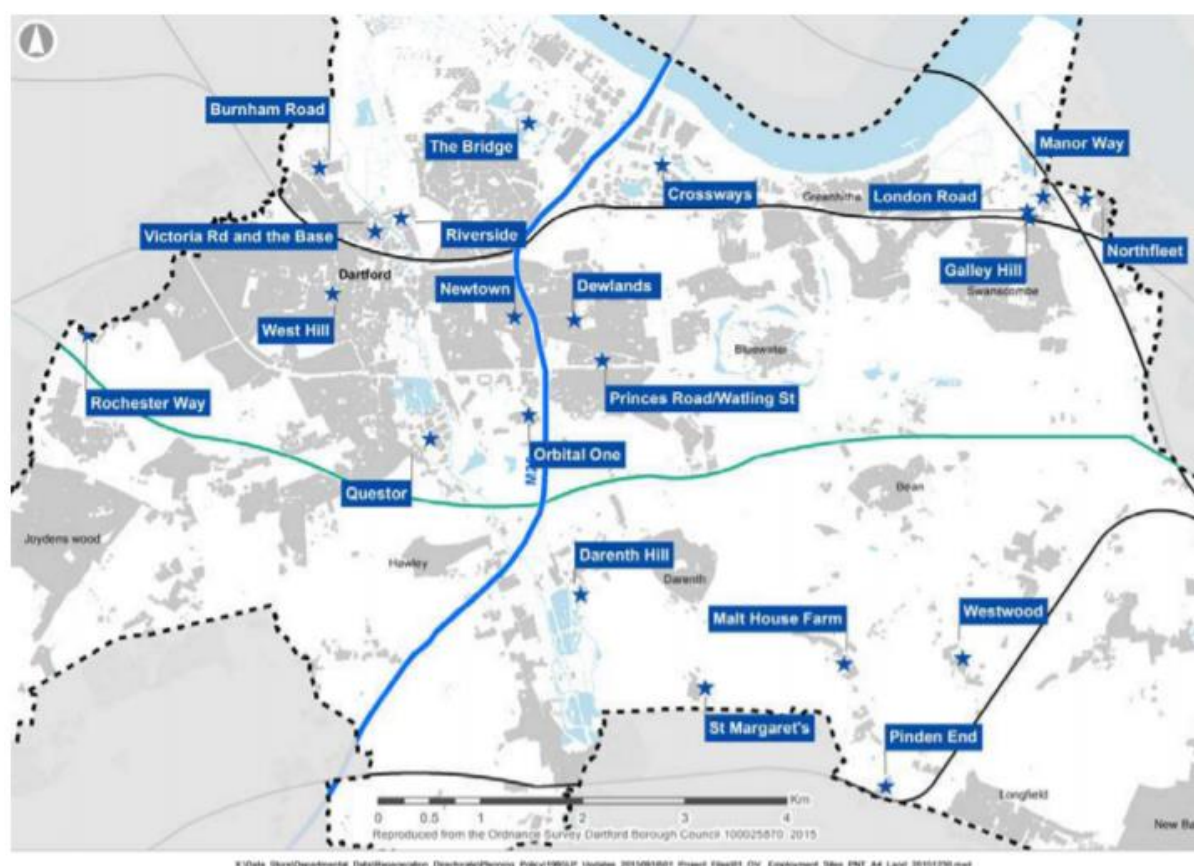 Burnham Road
The Bridge
Manor Way
Crossways
Greenhithe
London Road
Victoria Rd and the Base
Riverside
Northfleet
Dartford
Galley Hill
Swanscombe
Newtown
Dewlands
West Hill
Bluewater
Rochester Way
Princes Road/Watling St
Orbital One
Questor
Bean
Joydens wood
Hawley
Darenth Hill
Darenth
Malt House Farm
Westwood
St Margaret's
Pinden End
Longfield
New Ba
Km
0 0.5 1 2 3 4
Reproduced from the Ordnance Survey Dartford Borough Council 100025870 2015